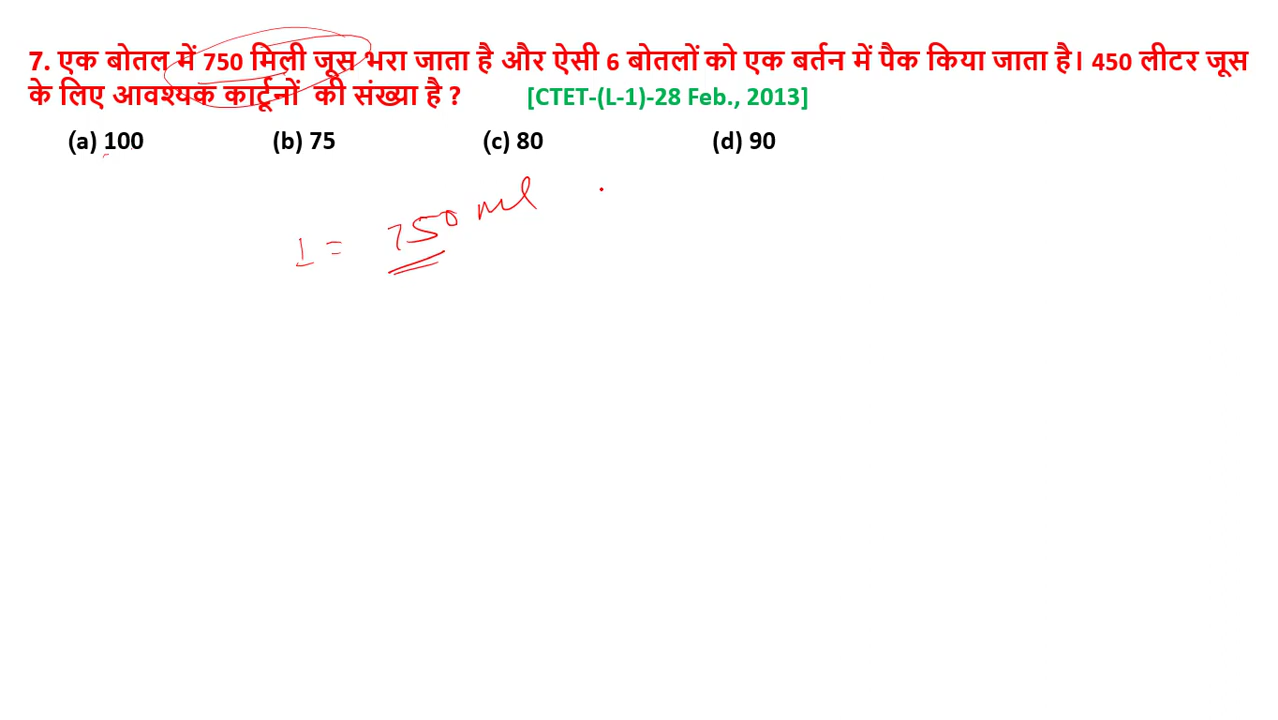 7. एक बोतल में 750 मिली जूस भरा जाता है और ऐसी 6 बोतलों को एक बर्तन में पैक किया जाता है। 450 लीटर जूस
के लिए आवश्यक कार्टूनों की संख्या है ? [CTET-(L-1)-28 Feb., 2013]
(a) 100 (b) 75 (c) 80 (d) 90
1 = 750 ml